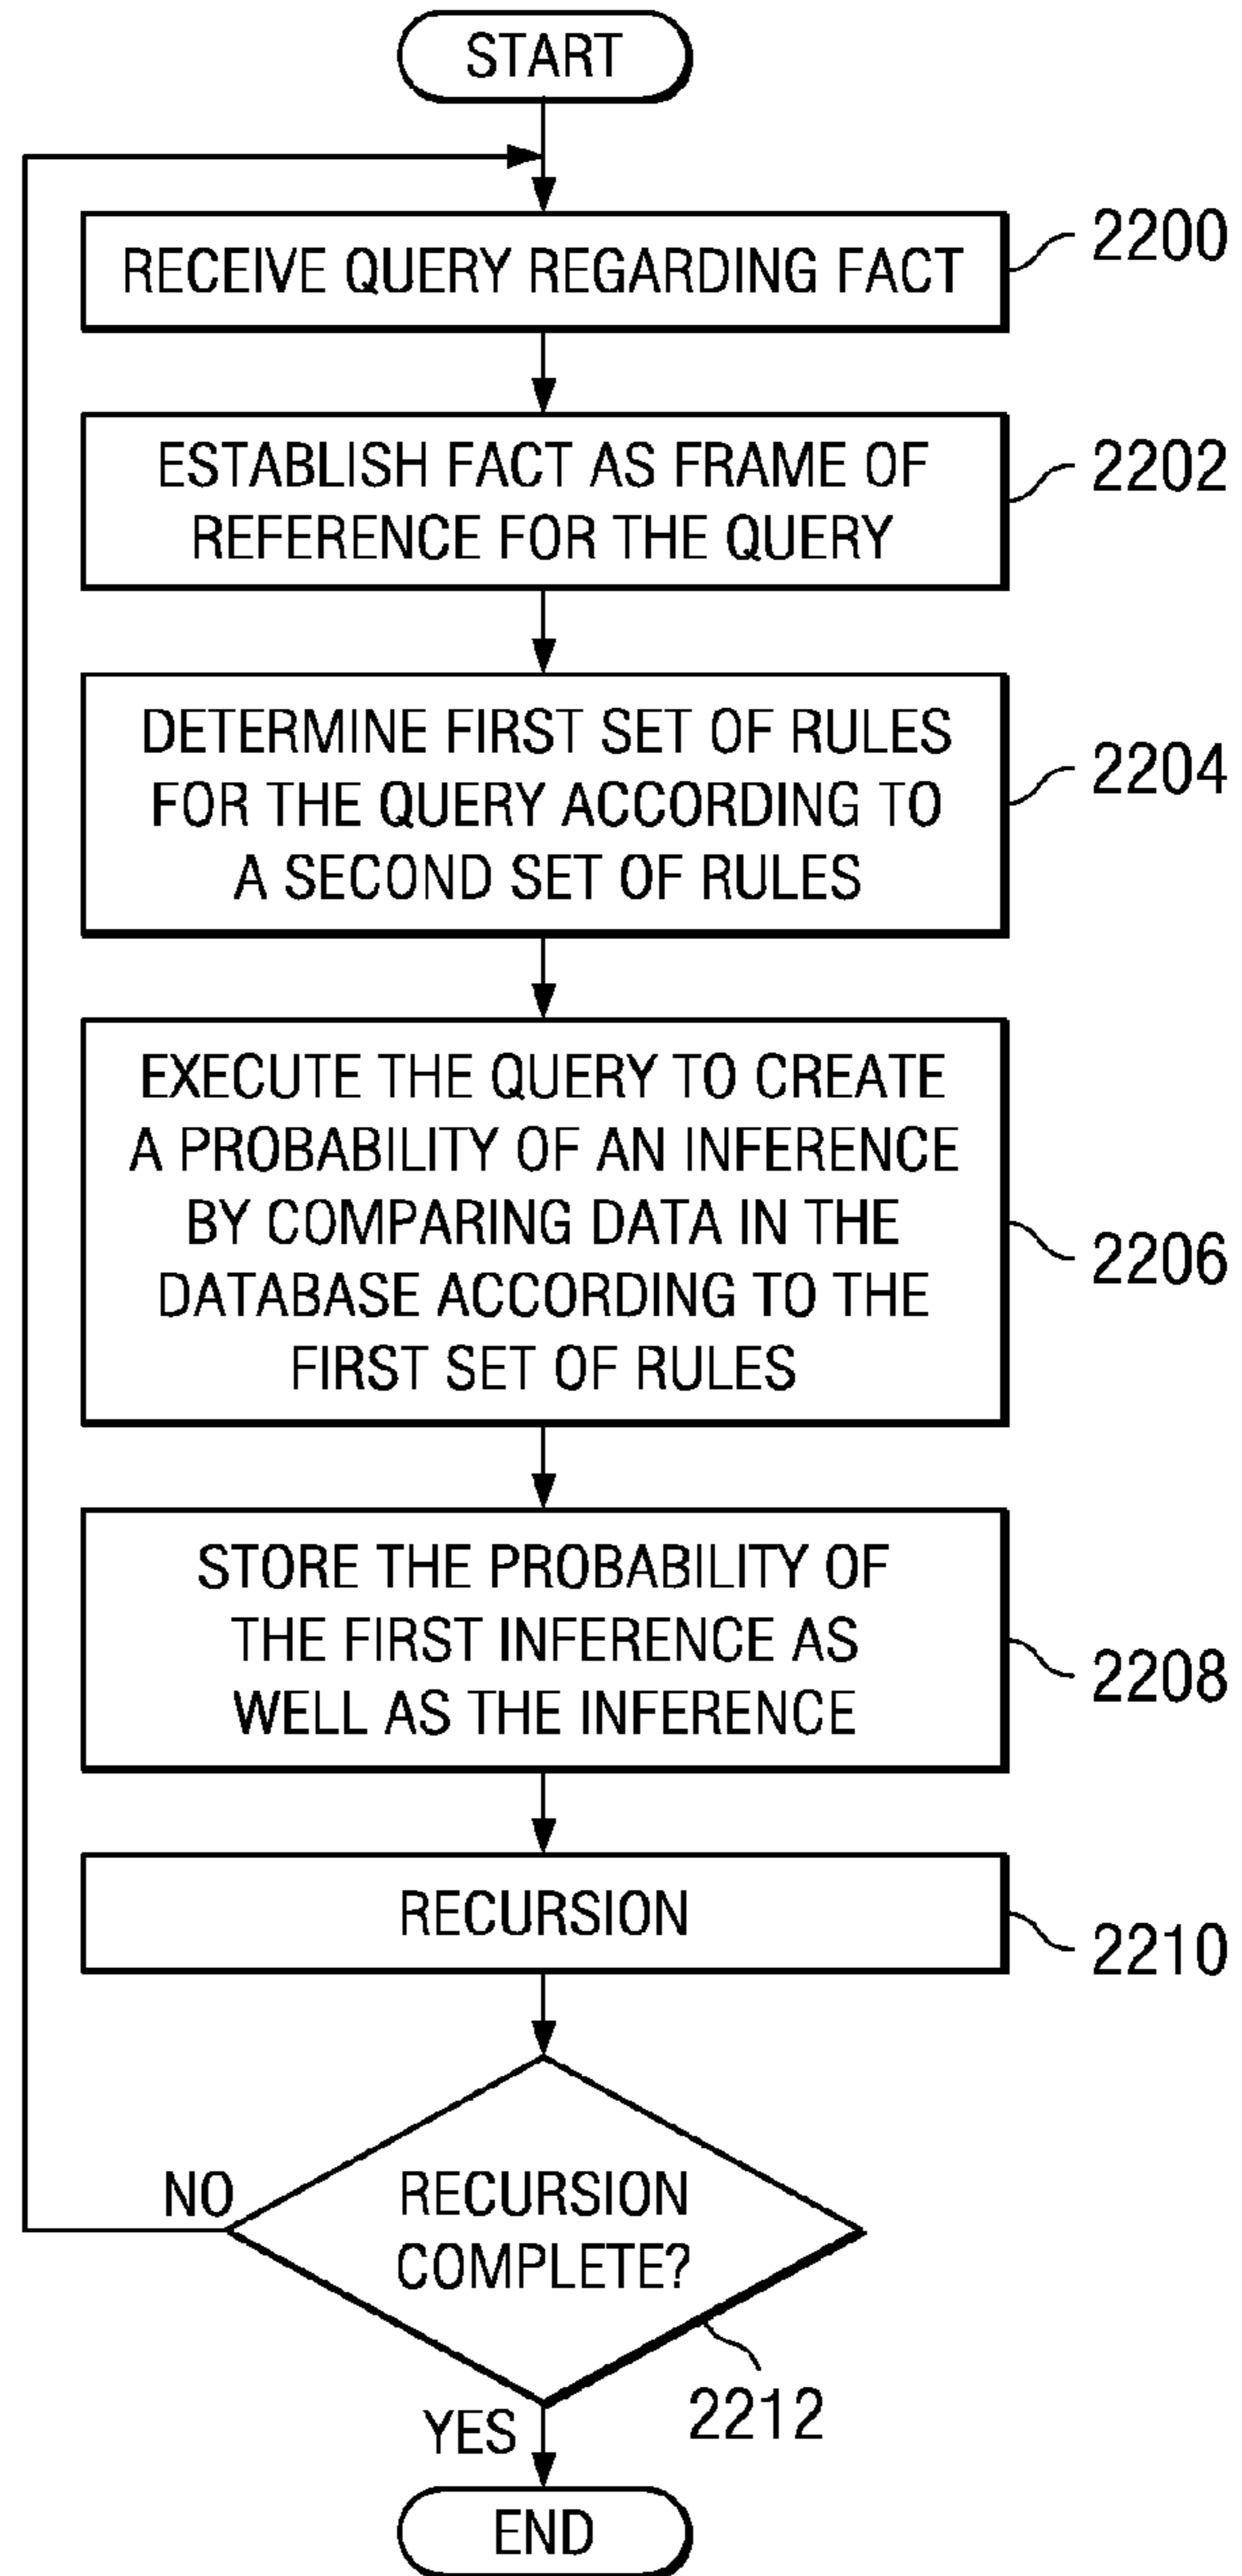 START
RECEIVE QUERY REGARDING FACT
2200
ESTABLISH FACT AS FRAME OF
REFERENCE FOR THE QUERY
2202
DETERMINE FIRST SET OF RULES
FOR THE QUERY ACCORDING TO
A SECOND SET OF RULES
2204
EXECUTE THE QUERY TO CREATE
A PROBABILITY OF AN INFERENCE
BY COMPARING DATA IN THE
DATABASE ACCORDING TO THE
FIRST SET OF RULES
2206
STORE THE PROBABILITY OF
THE FIRST INFERENCE AS
WELL AS THE INFERENCE
2208
RECURSION
2210
NO
RECURSION
COMPLETE?
2212
YES
END